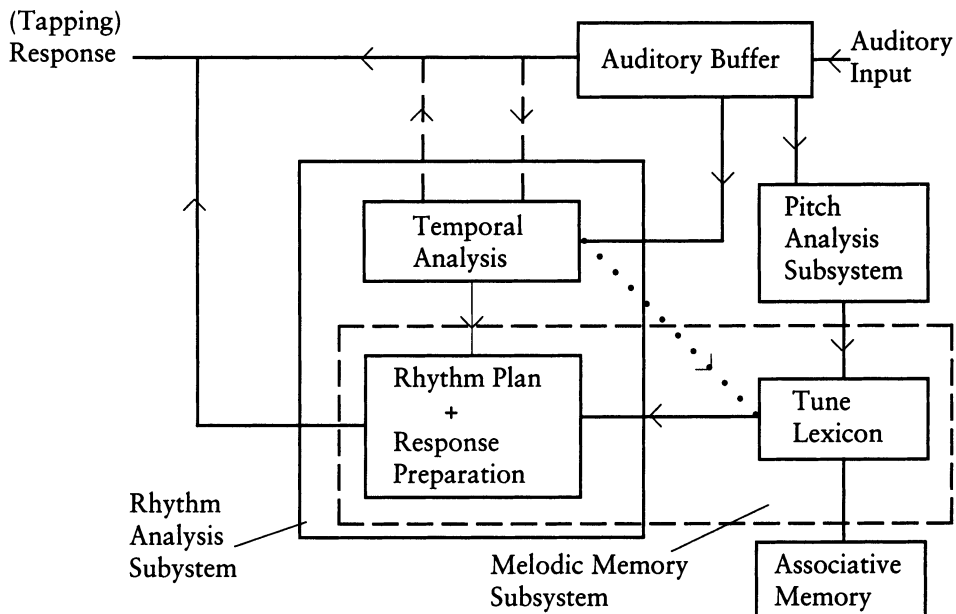 (Tapping)
Response
Auditory Buffer
Auditory
Input
Temporal
Analysis
Pitch
Analysis
Subsystem
Rhythm Plan
+
Response
Preparation
Tune
Lexicon
Rhythm
Analysis
Subystem
Melodic Memory
Subsystem
Associative
Memory